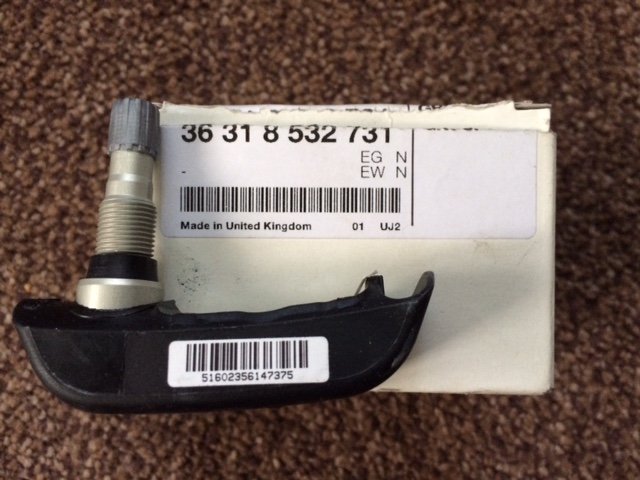 36 31 8 532 731
EG N
- EW N
Made in United Kingdom 01 UJ2
51602356147375